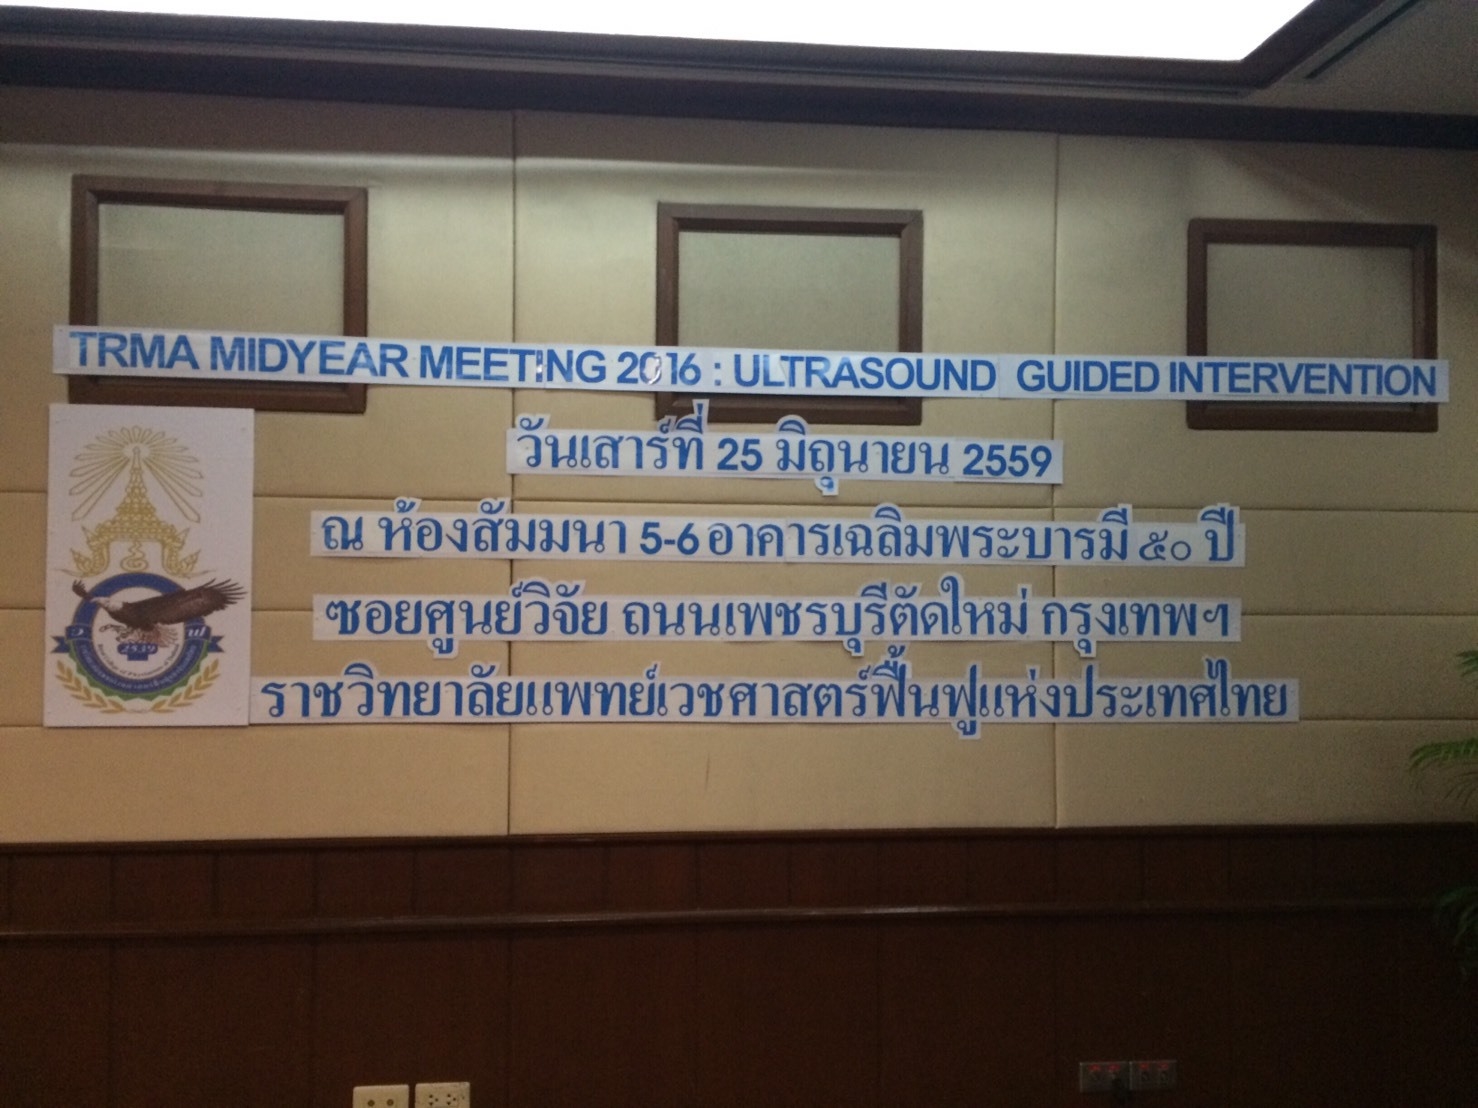 TRMA MIDYEAR MEETING 2016 : ULTRASOUND GUIDED INTERVENTION
วันเสาร์ที่ 25 มิถุนายน 2559
ณ ห้องสัมมนา 5-6 อาคารเฉลิมพระบารมี ๕๐ ปี
ซอยศูนย์วิจัย ถนนเพชรบุรีตัดใหม่ กรุงเทพฯ
ราชวิทยาลัยแพทย์เวชศาสตร์ฟื้นฟูแห่งประเทศไทย
ว ฟ
2539